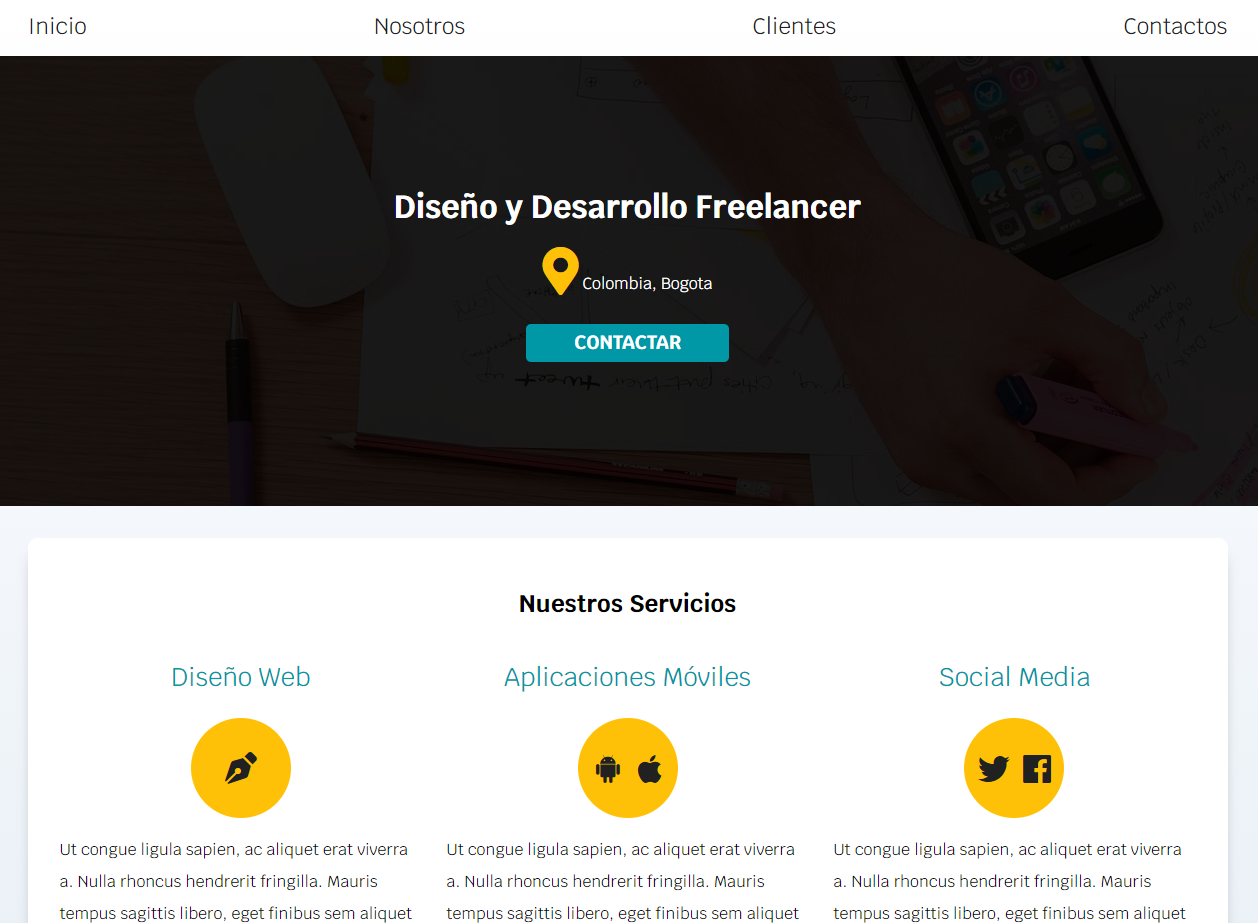 Inicio Nosotros Clientes Contactos
Diseño y Desarrollo Freelancer
Colombia, Bogota
CONTACTAR
Nuestros Servicios
Diseño Web
Aplicaciones Móviles
Social Media
Ut congue ligula sapien, ac aliquet erat viverra
a. Nulla rhoncus hendrerit fringilla. Mauris
tempus sagittis libero, eget finibus sem aliquet
Ut congue ligula sapien, ac aliquet erat viverra
a. Nulla rhoncus hendrerit fringilla. Mauris
tempus sagittis libero, eget finibus sem aliquet
Ut congue ligula sapien, ac aliquet erat viverra
a. Nulla rhoncus hendrerit fringilla. Mauris
tempus sagittis libero, eget finibus sem aliquet